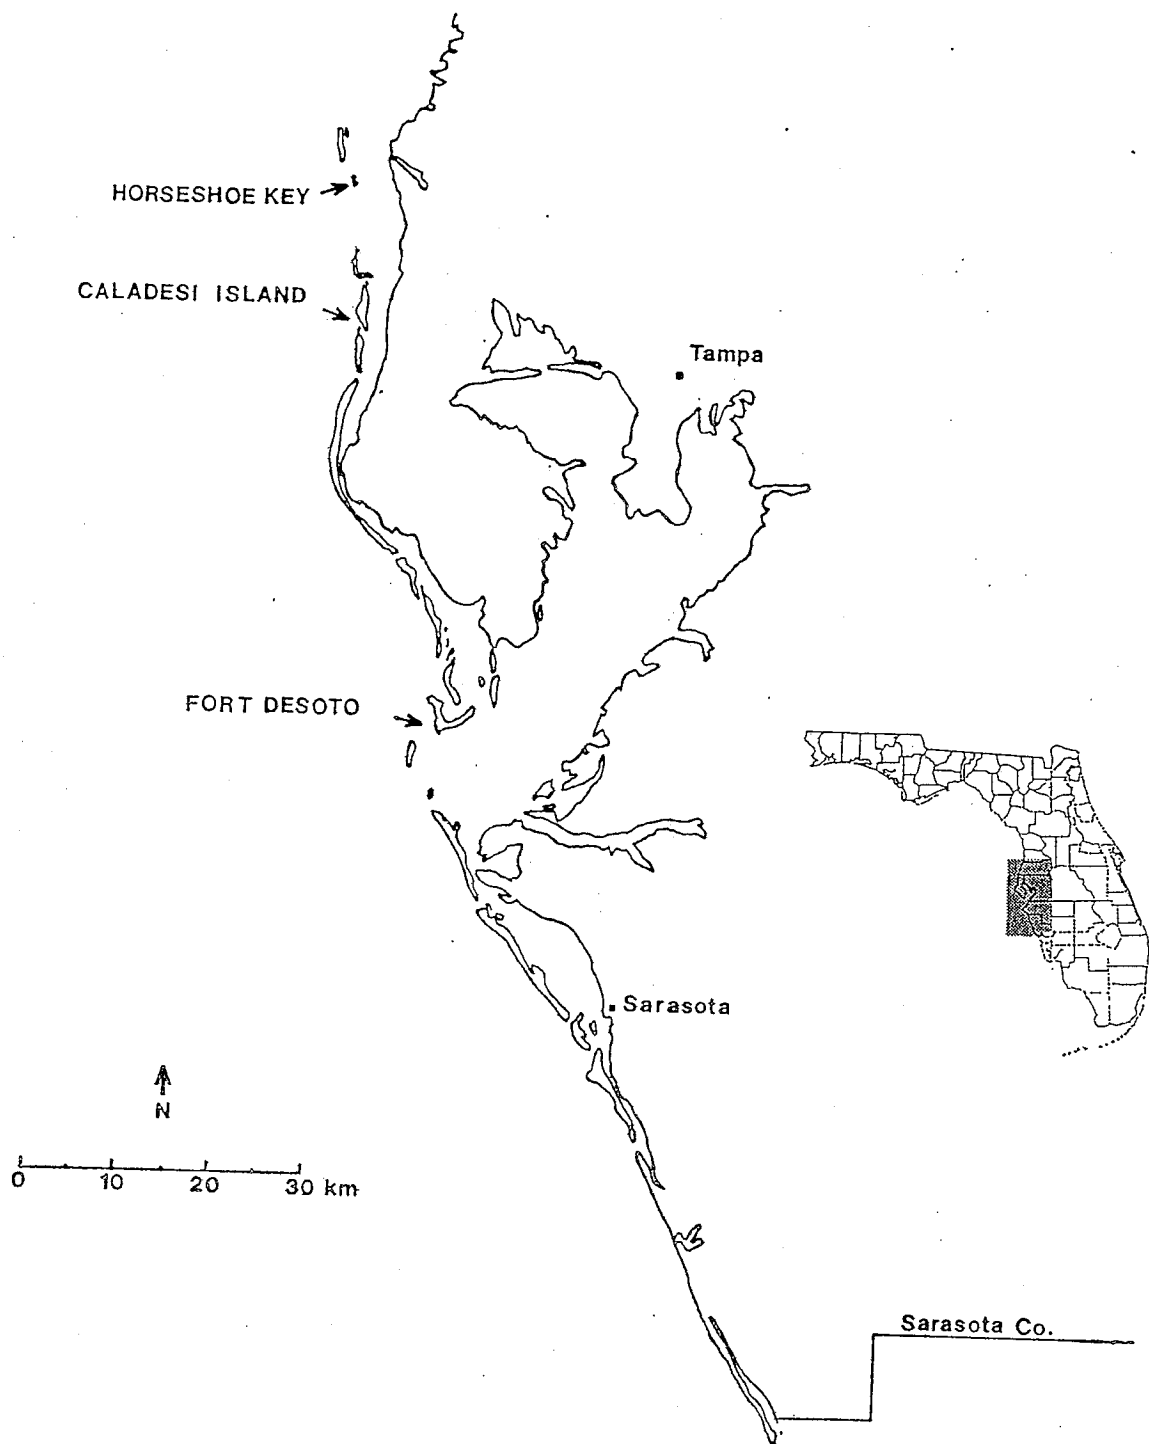 HORSESHOE KEY
CALADESI ISLAND
Tampa
FORT DESOTO
Sarasota
N
0 10 20 30 km
Sarasota Co.